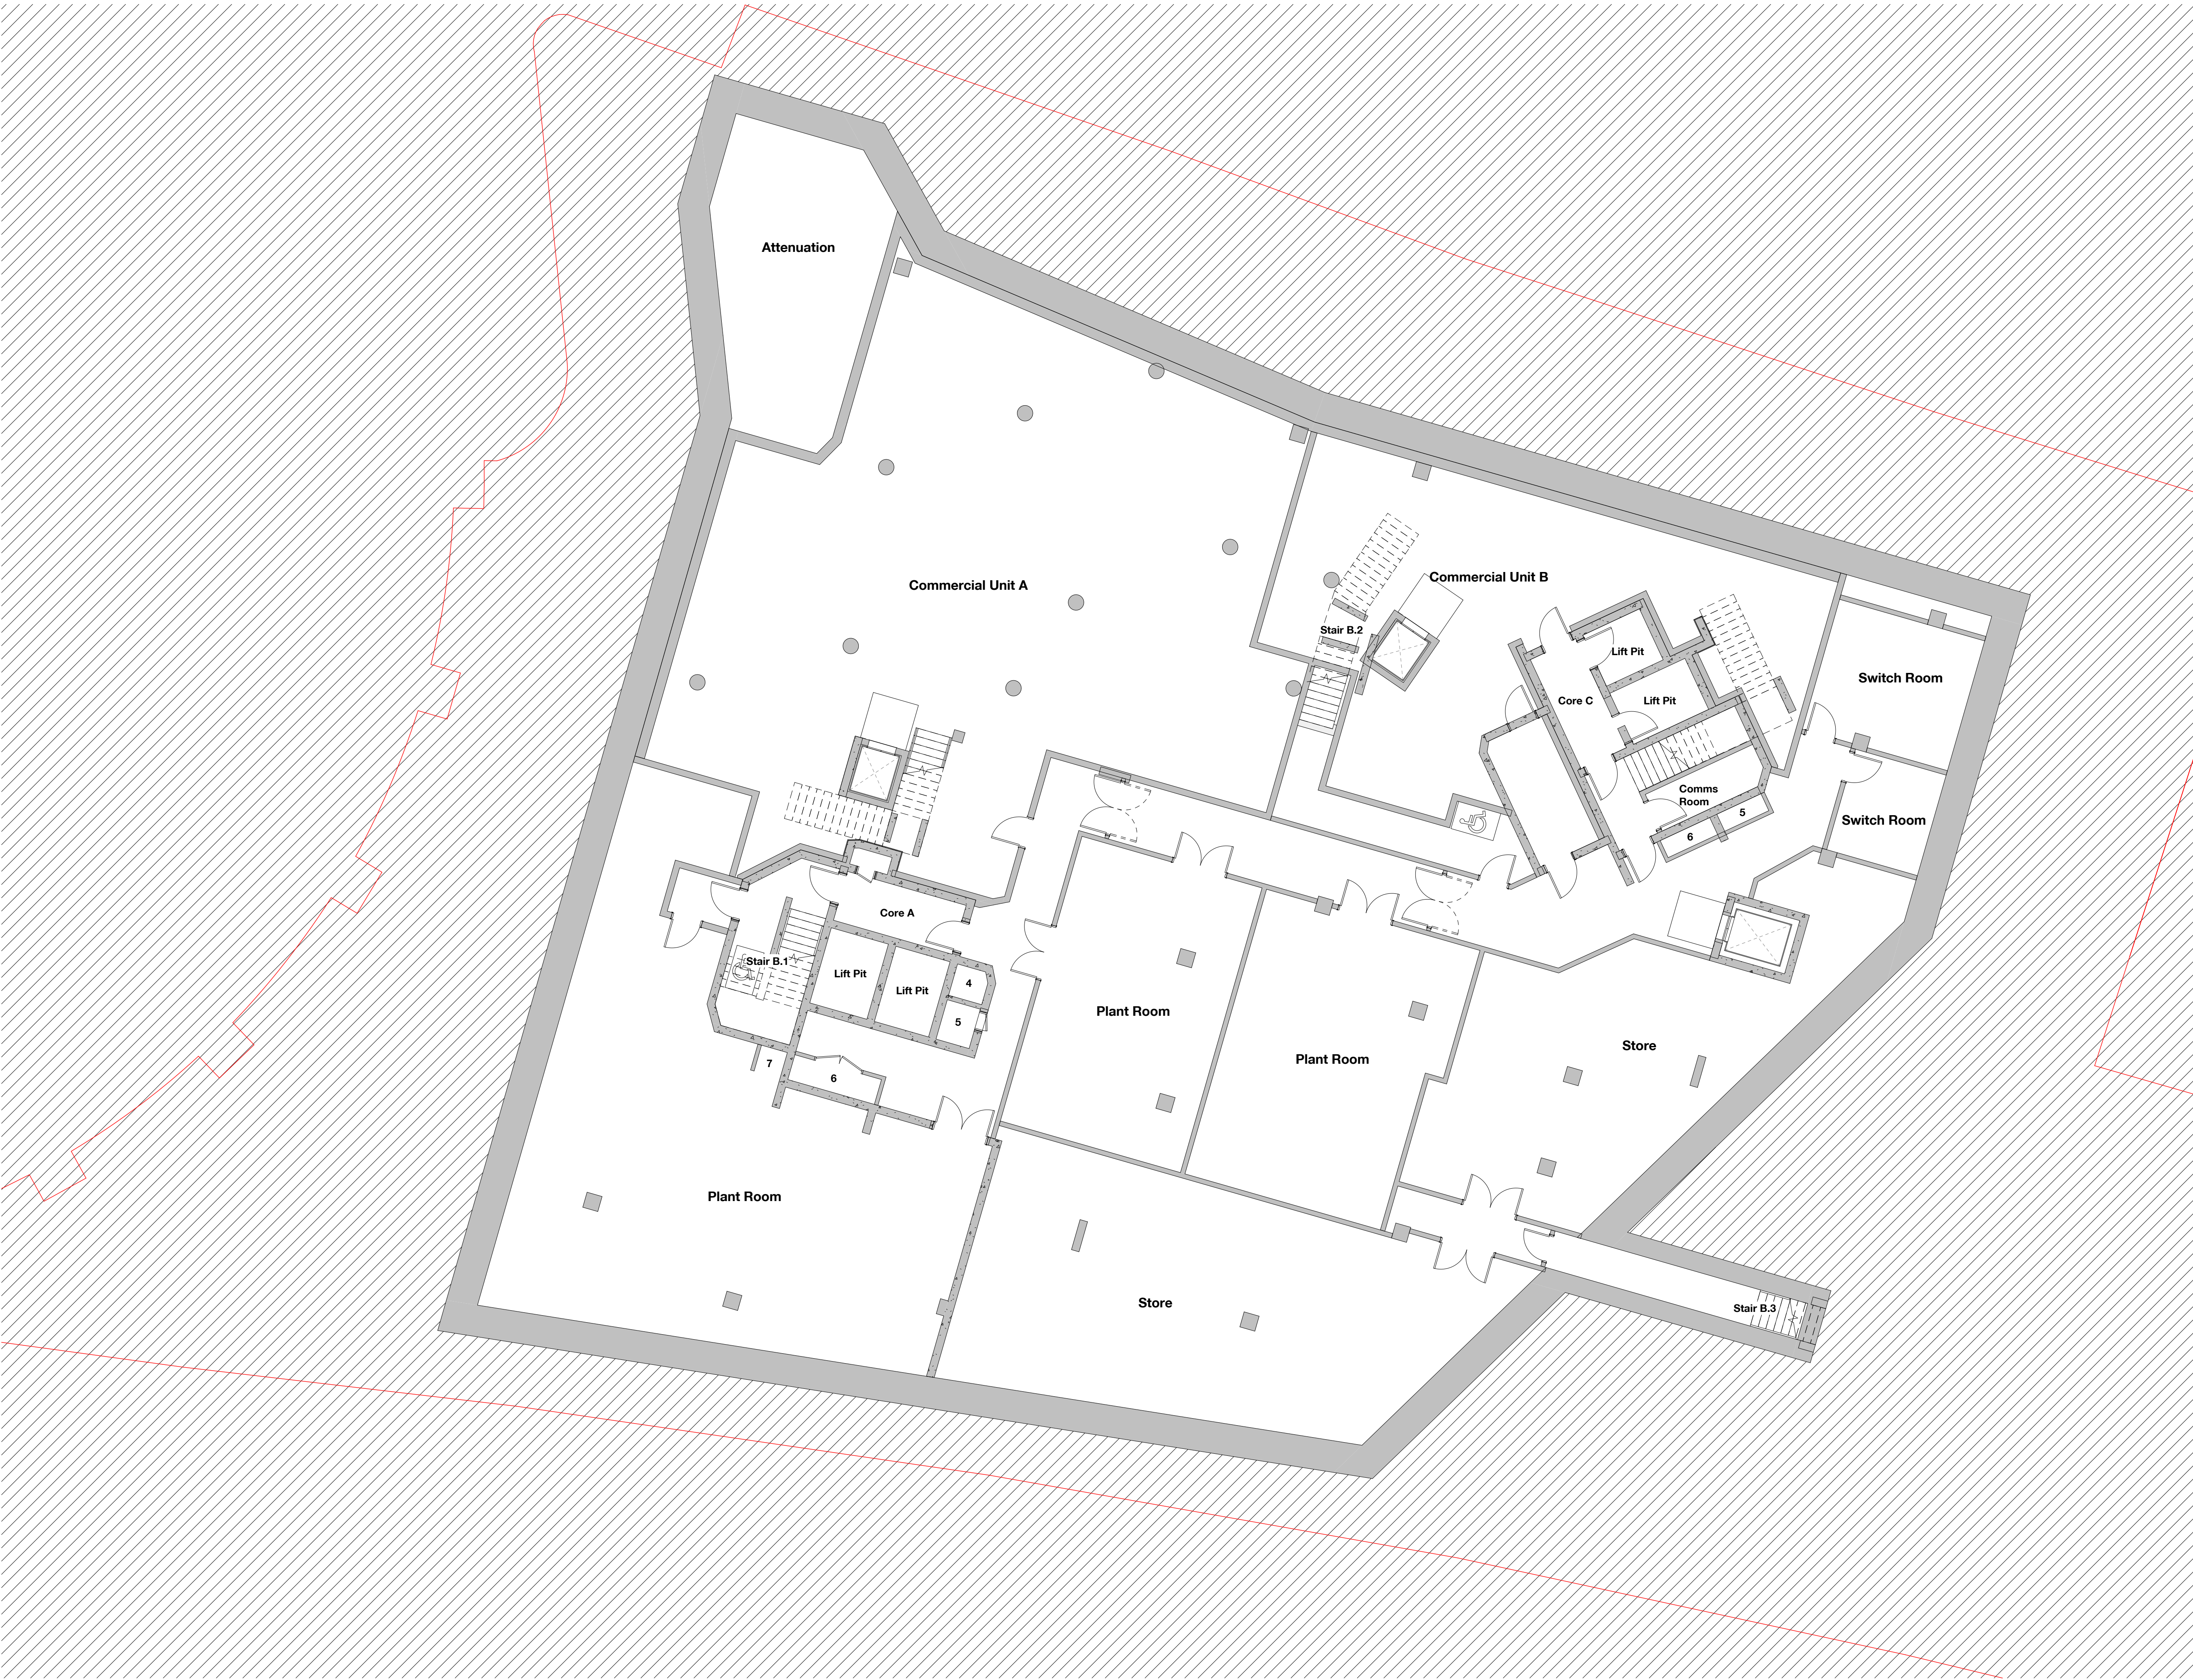 Attenuation
Commercial Unit A
Commercial Unit B
Stair B.2
Lift Pit
Switch Room
Core C
Lift Pit
Comms
Room
5
6
Switch Room
Core A
Stair B.1
Lift Pit
Lift Pit
4
5
7
6
Plant Room
Plant Room
Store
Plant Room
Store
Stair B.3